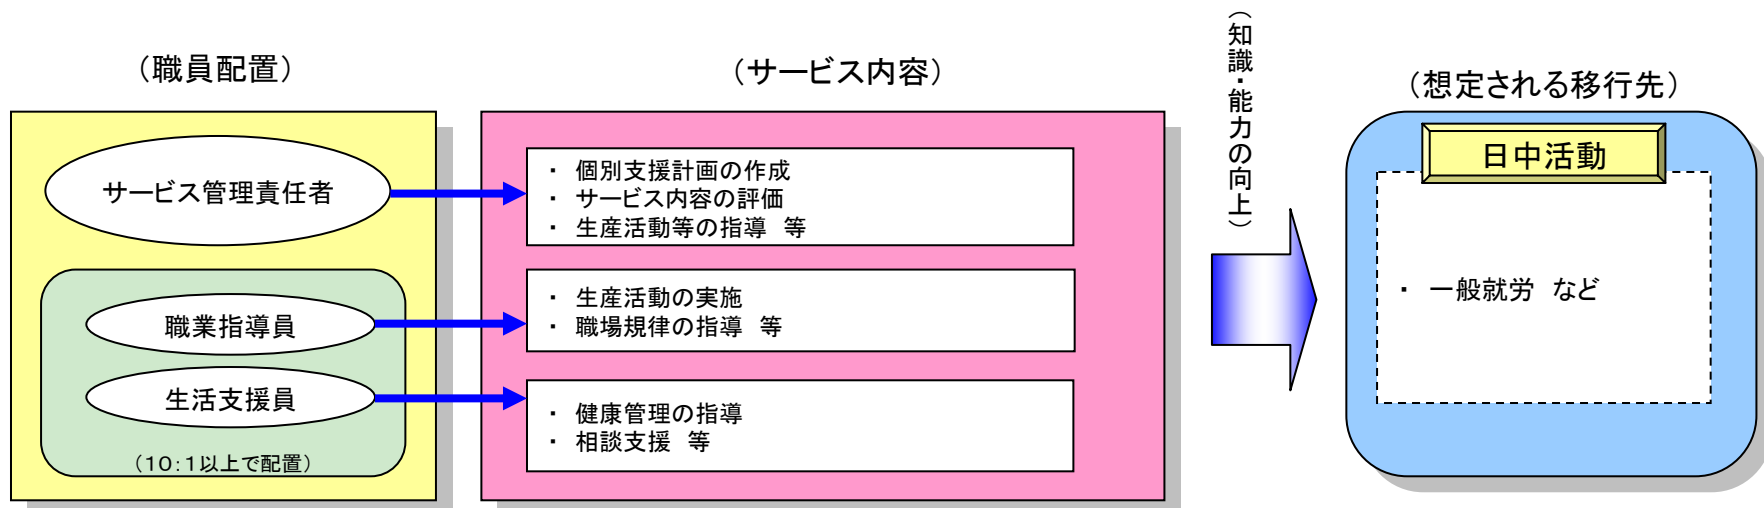 （職員配置）
サービス管理責任者
職業指導員
生活支援員
（１０：１以上で配置）
（サービス内容）
・ 個別支援計画の作成
・ サービス内容の評価
・ 生産活動等の指導　等
・ 生産活動の実施
・ 職場規律の指導　等
・ 健康管理の指導
・ 相談支援　等
（知識・能力の向上）
（想定される移行先）
日中活動
・ 一般就労　など